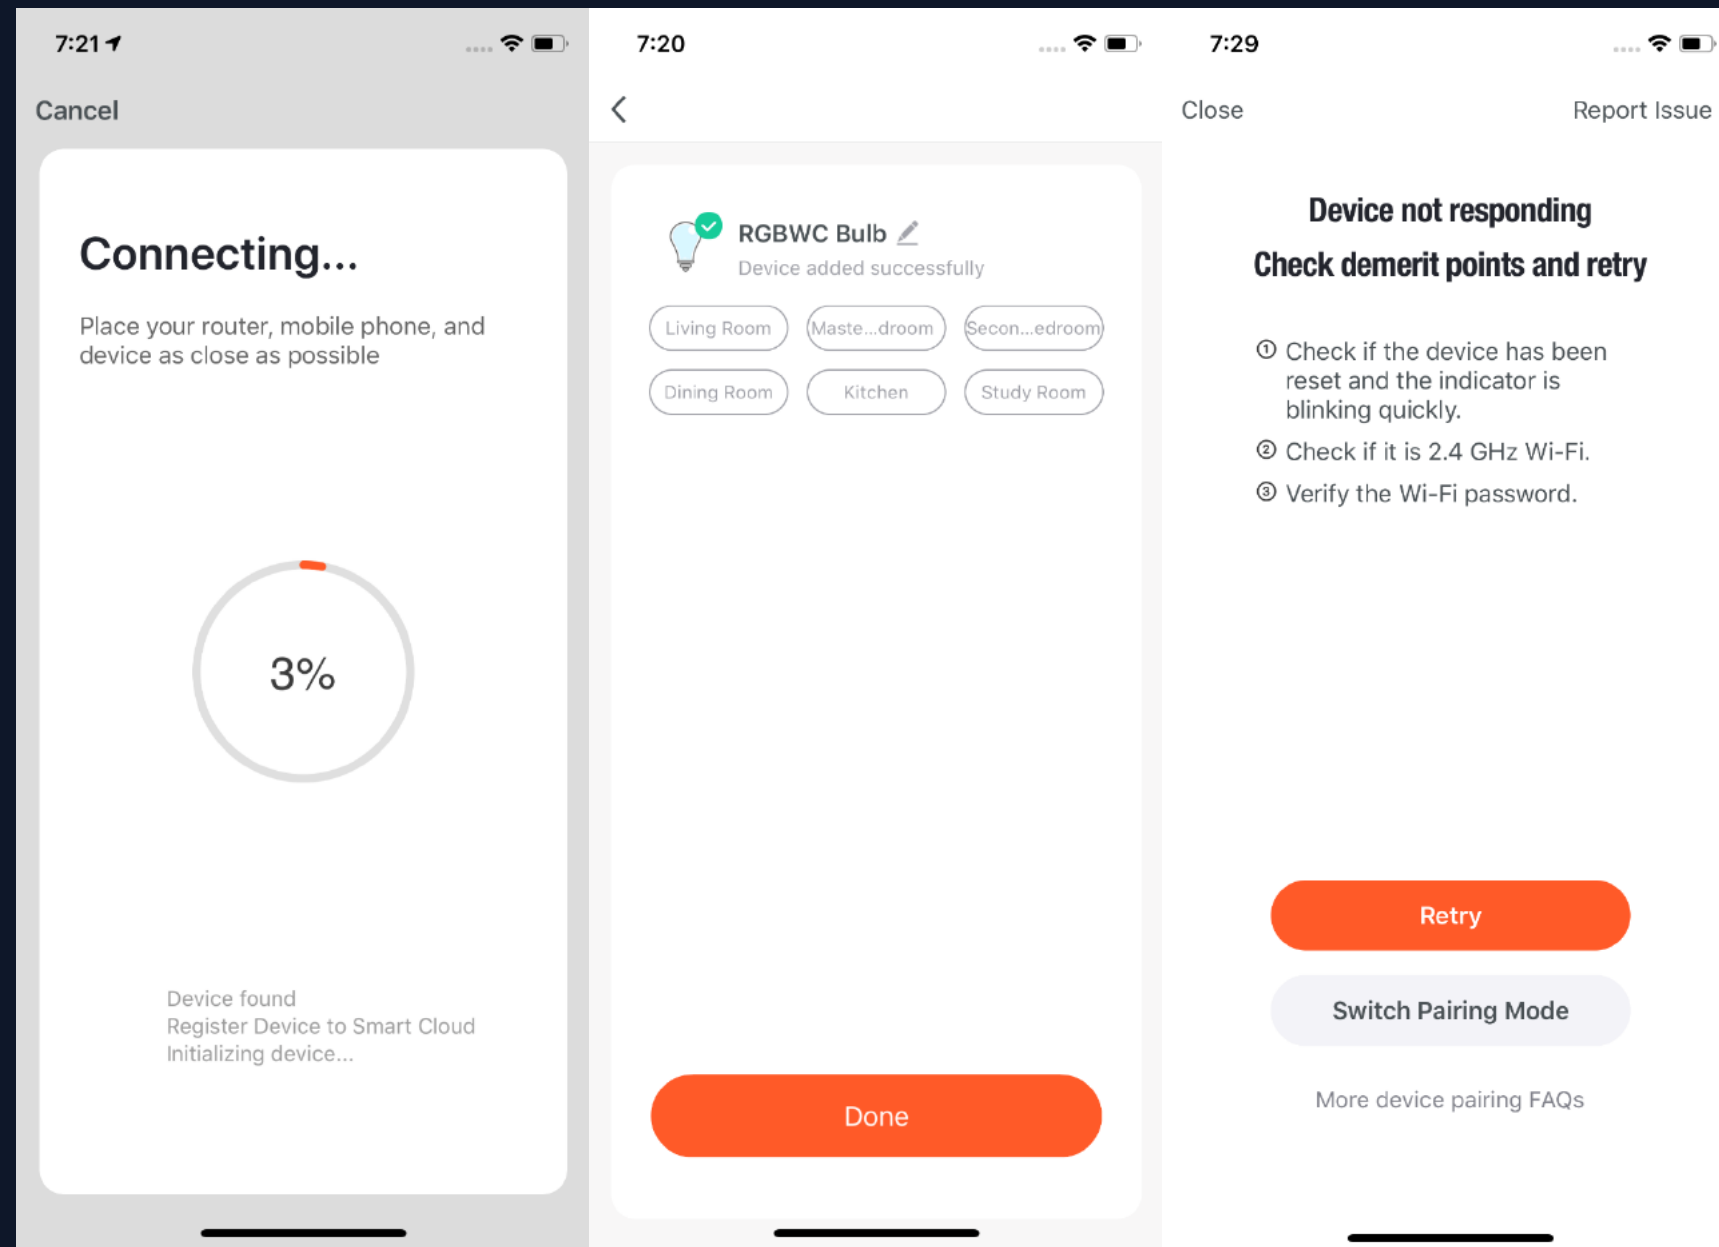 7:21
Cancel
Connecting...
Place your router, mobile phone, and
device as close as possible
3%
Device found
Register Device to Smart Cloud
Initializing device...
7:20
RGBWC Bulb
Device added successfully
Living Room Maste...droom Secon...edroom
Dining Room Kitchen Study Room
Done
7:29
Close Report Issue
Device not responding
Check demerit points and retry
① Check if the device has been
reset and the indicator is
blinking quickly.
② Check if it is 2.4 GHz Wi-Fi.
③ Verify the Wi-Fi password.
Retry
Switch Pairing Mode
More device pairing FAQs